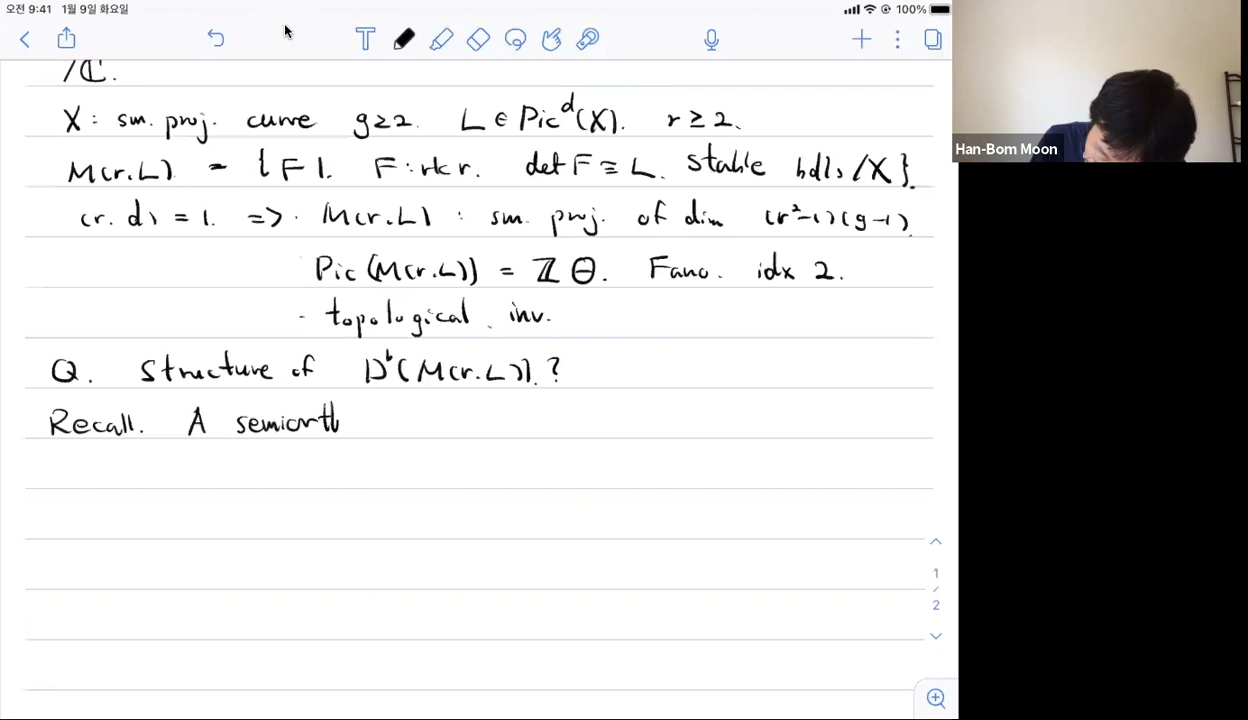 오전 9:41 1월 9일 화요일 100%
/ℂ.
X : sm. proj. curve g≥2. L ∈ Pic^d(X). r ≥ 2.
M(r.L) = {F |. F : rk r. det F ≅ L. stable bdls /X}.
(r. d) = 1. => M(r.L) : sm. proj. of dim (r²-1)(g-1).
Pic(M(r.L)) = ℤ Θ. Fano. idx 2.
- topological inv.
Q. Structure of D^b(M(r.L)). ?
Recall. A semiorth
Han-Bom Moon
1
/
2